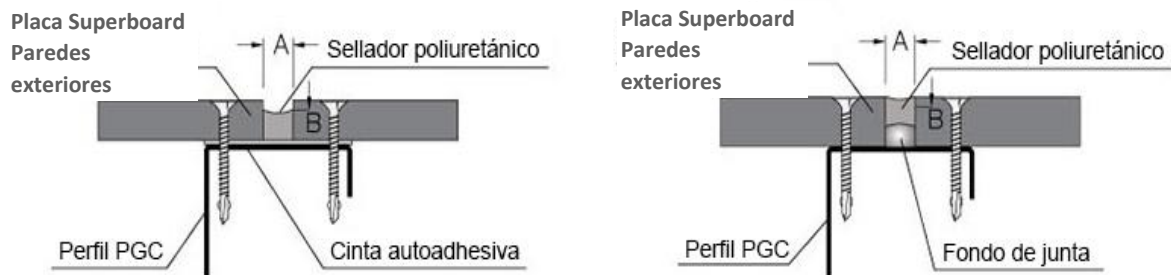 Placa Superboard
Paredes
exteriores
A
Sellador poliuretánico
B
Perfil PGC
Cinta autoadhesiva
Placa Superboard
Paredes
exteriores
A
Sellador poliuretánico
B
Perfil PGC
Fondo de junta